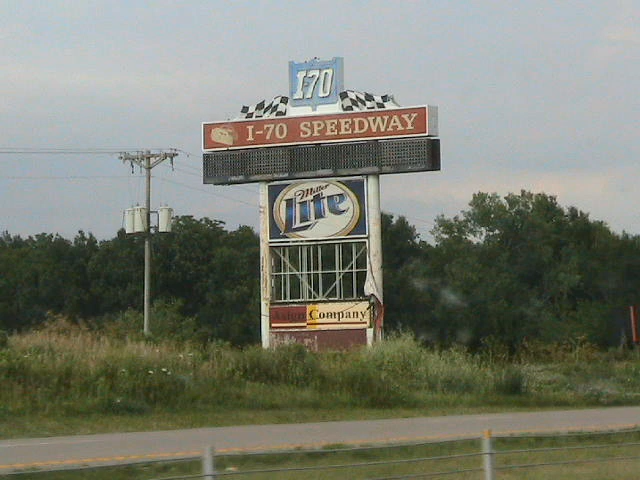 I70
I-70 SPEEDWAY
Miller
Lite
Company